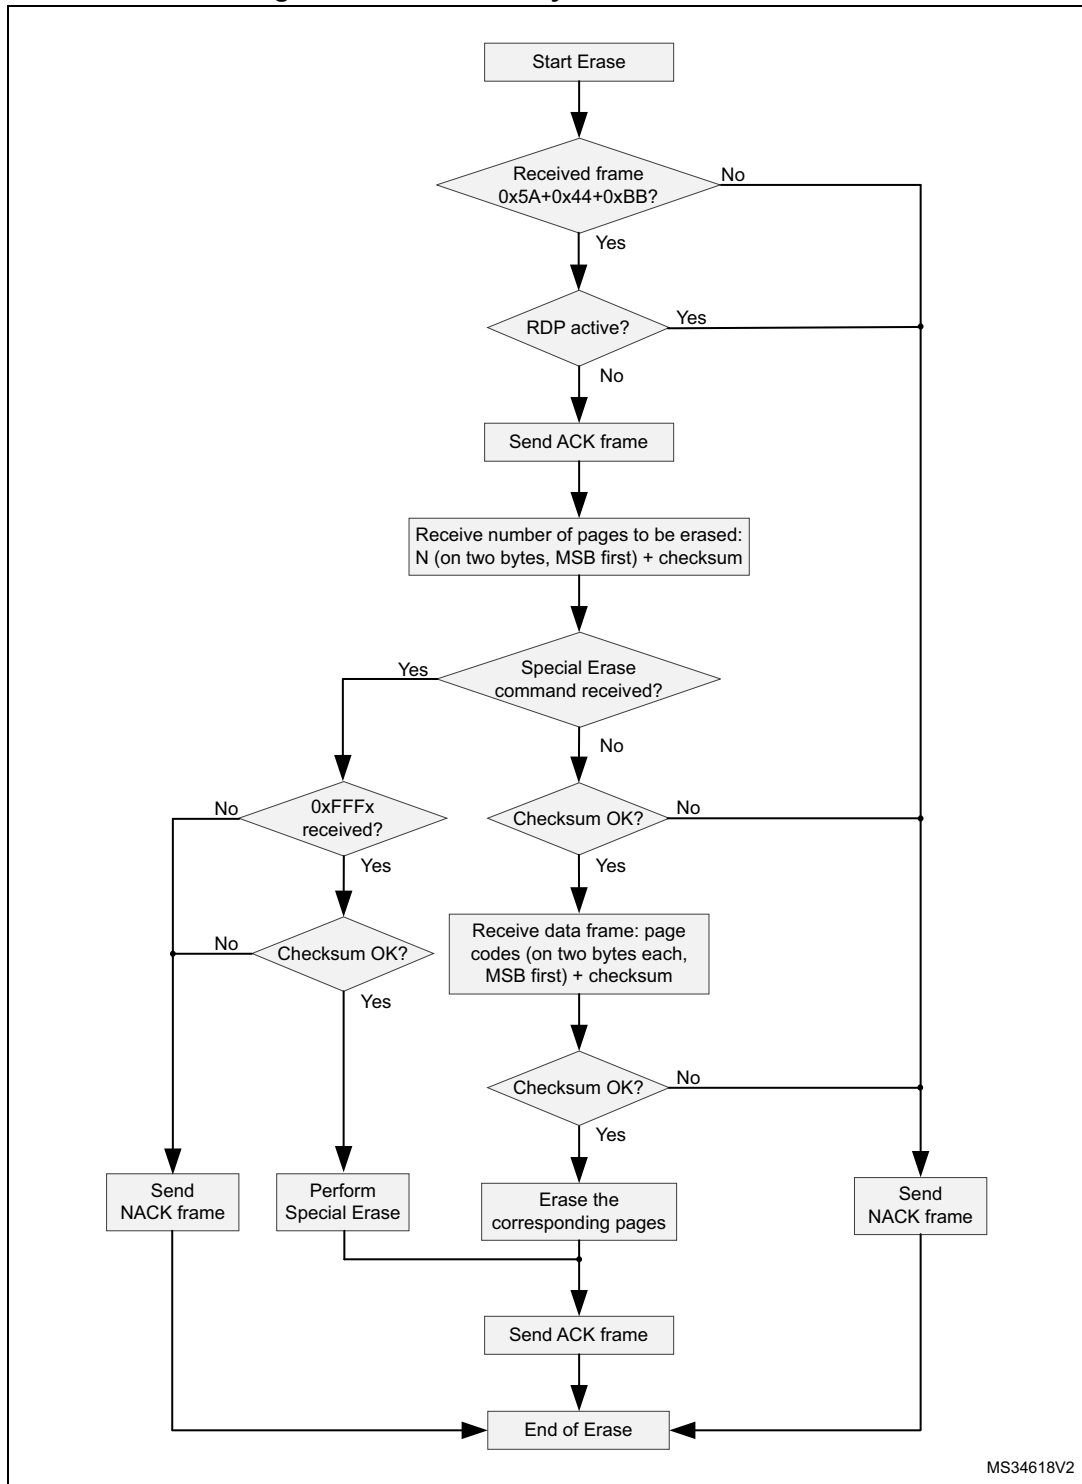 Start Erase
Received frame
0x5A+0x44+0xBB?
No
Yes
RDP active?
Yes
No
Send ACK frame
Receive number of pages to be erased:
N (on two bytes, MSB first) + checksum
Special Erase
command received?
Yes
No
0xFFFx
received?
No
Yes
Checksum OK?
No
Yes
Checksum OK?
No
Yes
Receive data frame: page
codes (on two bytes each,
MSB first) + checksum
Checksum OK?
No
Yes
Send
NACK frame
Perform
Special Erase
Erase the
corresponding pages
Send
NACK frame
Send ACK frame
End of Erase
MS34618V2